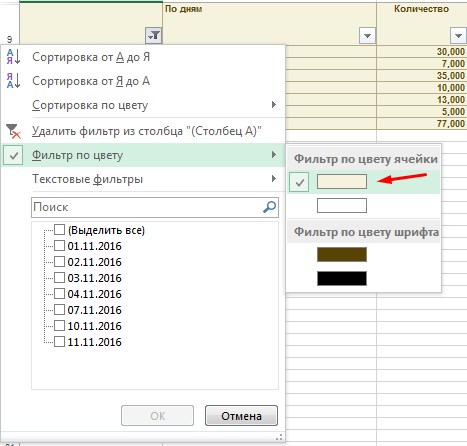 По дням
Количество
9
Сортировка от А до Я
Сортировка от Я до А
Сортировка по цвету
Удалить фильтр из столбца "(Столбец A)"
Фильтр по цвету
Текстовые фильтры
Поиск
(Выделить все)
01.11.2016
02.11.2016
03.11.2016
04.11.2016
07.11.2016
10.11.2016
11.11.2016
ОК
Отмена
Фильтр по цвету ячейки
Фильтр по цвету шрифта
30,000
7,000
35,000
10,000
13,000
5,000
77,000